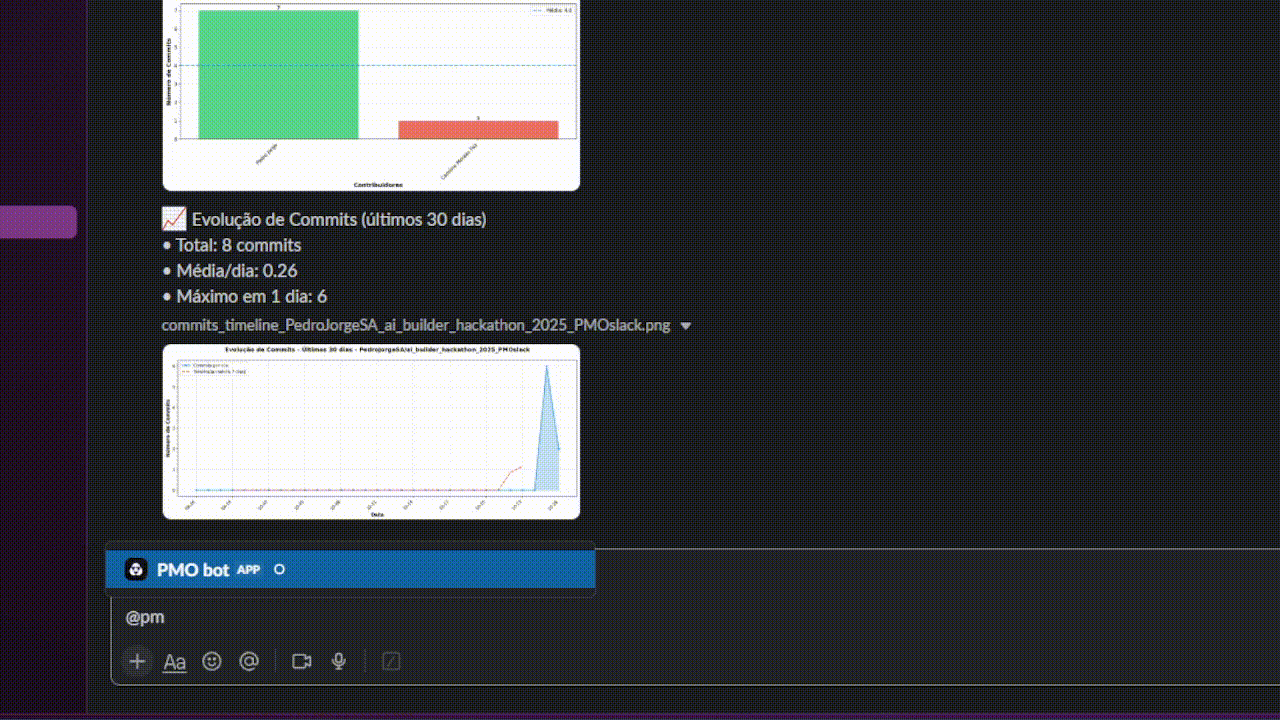 7
Média: 4.0
Número de Commits
1
Pedro Jorge
Contribuidores
📈 Evolução de Commits (últimos 30 dias)
• Total: 8 commits
• Média/dia: 0.26
• Máximo em 1 dia: 6
commits_timeline_PedroJorgeSA_ai_builder_hackathon_2025_PMOslack.png
Evolução de Commits - Últimos 30 dias - PedroJorgeSA/ai_builder_hackathon_2025_PMOslack
Número de Commits
Data
PMO bot APP
@pm
Aa